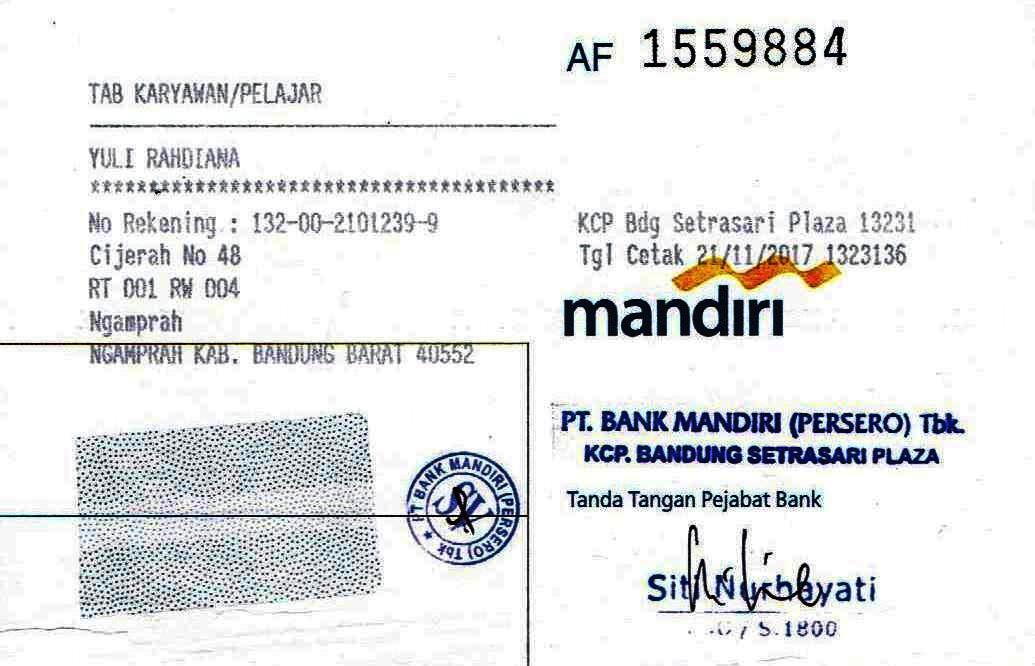 AF 1559884
TAB KARYAWAN/PELAJAR
YULI RAHDIANA
****************************************
No Rekening : 132-00-2101239-9
Cijerah No 48
RT 001 RW 004
Ngamprah
NGAMPRAH KAB. BANDUNG BARAT 40552
KCP Bdg Setrasari Plaza 13231
Tgl Cetak 21/11/2017 1323136
mandiri
PT. BANK MANDIRI (PERSERO) Tbk.
KCP. BANDUNG SETRASARI PLAZA
Tanda Tangan Pejabat Bank
PT BANK MANDIRI (PERSERO) Tbk
Siti Nurhayati
S.1800